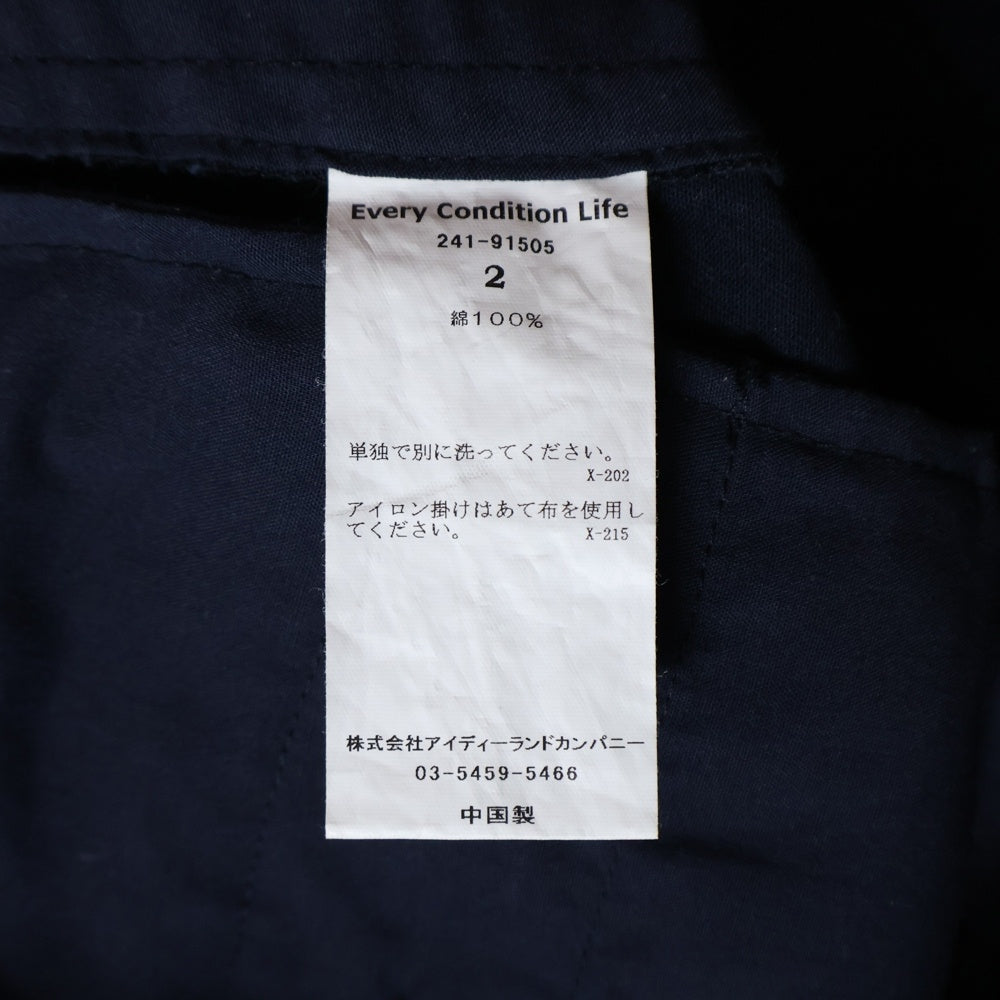 Every Condition Life
241-91505
2
綿100%
単独で別に洗ってください。
X-202
アイロン掛けはあて布を使用し
てください。 X-215
株式会社アイディーランドカンパニー
03-5459-5466
中国製